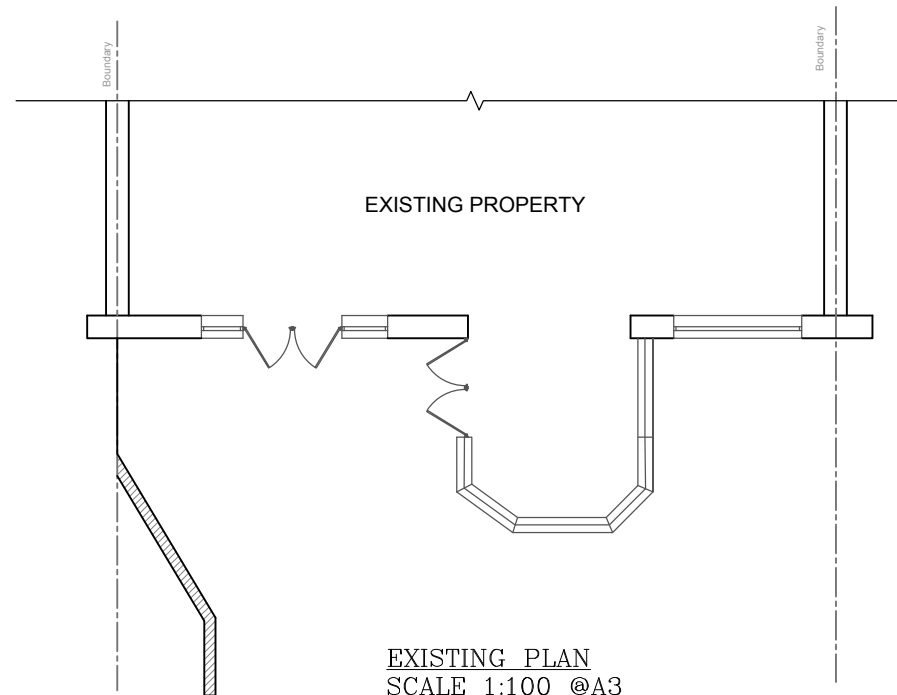 Boundary
Boundary
EXISTING PROPERTY
EXISTING PLAN
SCALE 1:100 @A3